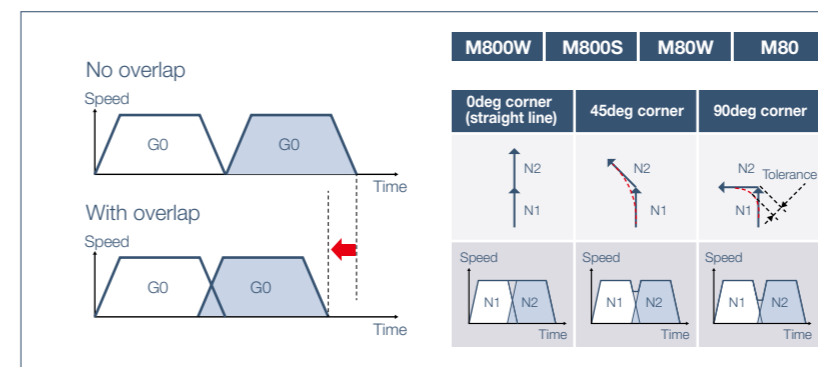 No overlap
Speed
G0
G0
Time
With overlap
Speed
G0
G0
Time
M800W M800S M80W M80
0deg corner
(straight line)
45deg corner
90deg corner
N2
N1
N2
N1
N2
Tolerance
N1
Speed
N1 N2
Time
Speed
N1 N2
Time
Speed
N1 N2
Time